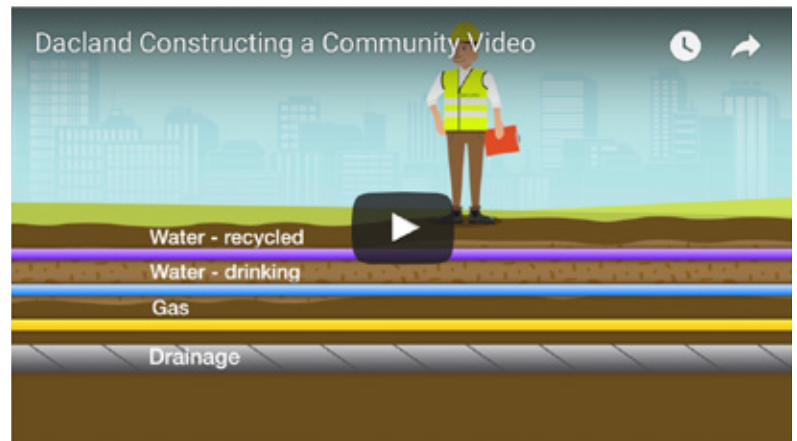 Dacland Constructing a Community Video
Water - recycled
Water - drinking
Gas
Drainage